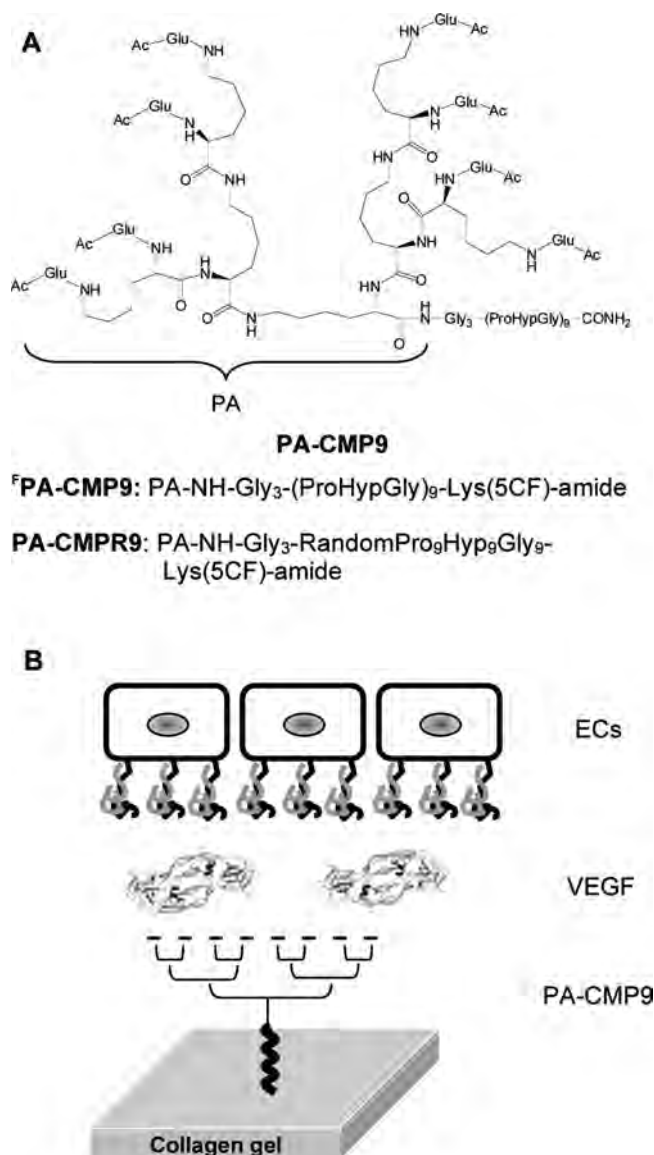 A
Ac Glu NH
HN Glu Ac
Ac Glu N
H
N Glu Ac
H
O NH
HN O
HN Glu Ac
O
Ac Glu NH
NH
N Glu Ac
H
Ac Glu NH
O
H
N
O
HN
O
N
H
O
H
N Gly3 (ProHypGly)9 CONH2
PA
PA-CMP9
FPA-CMP9: PA-NH-Gly3-(ProHypGly)9-Lys(5CF)-amide
PA-CMPR9: PA-NH-Gly3-RandomPro9Hyp9Gly9-
Lys(5CF)-amide
B
ECs
VEGF
PA-CMP9
Collagen gel